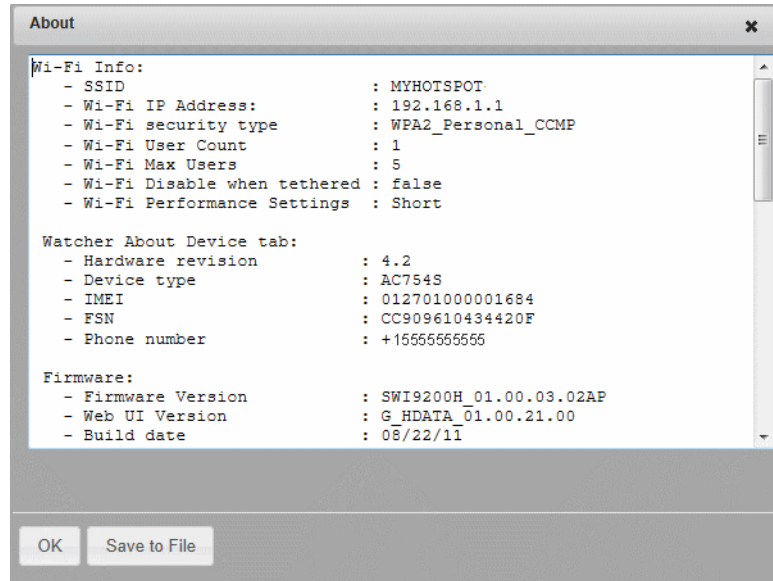 About
Wi-Fi Info:
- SSID : MYHOTSPOT
- Wi-Fi IP Address: : 192.168.1.1
- Wi-Fi security type : WPA2_Personal_CCMP
- Wi-Fi User Count : 1
- Wi-Fi Max Users : 5
- Wi-Fi Disable when tethered : false
- Wi-Fi Performance Settings : Short
Watcher About Device tab:
- Hardware revision : 4.2
- Device type : AC754S
- IMEI : 012701000001684
- FSN : CC909610434420F
- Phone number : +15555555555
Firmware:
- Firmware Version : SWI9200H_01.00.03.02AP
- Web UI Version : G_HDATA_01.00.21.00
- Build date : 08/22/11
OK Save to File